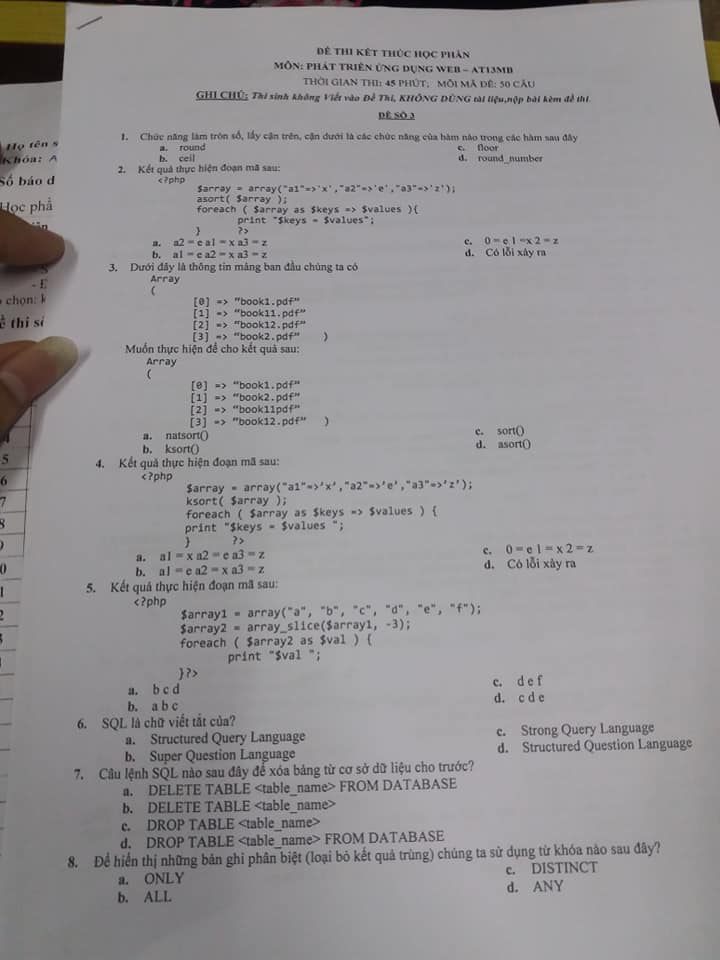 ĐỀ THI KẾT THÚC HỌC PHẦN
MÔN: PHÁT TRIỂN ỨNG DỤNG WEB – AT13MB
THỜI GIAN THI: 45 PHÚT; MỖI MÃ ĐỀ: 50 CÂU
GHI CHÚ: Thí sinh không Viết vào Đề Thi, KHÔNG DÙNG tài liệu,nộp bài kèm đề thi
ĐỀ SỐ 3
1. Chức năng làm tròn số, lấy cận trên, cận dưới là các chức năng của hàm nào trong các hàm sau đây
a. round c. floor
b. ceil d. round_number
2. Kết quả thực hiện đoạn mã sau:
<?php
$array = array("a1"=>'x',"a2"=>'e',"a3"=>'z');
asort( $array );
foreach ( $array as $keys => $values ){
print "$keys = $values";
} ?>
a. a2 = e a1 = x a3 = z c. 0 = e 1 =x 2 = z
b. a1 = e a2 = x a3 = z d. Có lỗi xảy ra
3. Dưới đây là thông tin mảng ban đầu chúng ta có
Array
(
[0] => "book1.pdf"
[1] => "book11.pdf"
[2] => "book12.pdf"
[3] => "book2.pdf" )
Muốn thực hiện để cho kết quả sau:
Array
(
[0] => "book1.pdf"
[1] => "book2.pdf"
[2] => "book11pdf"
[3] => "book12.pdf" )
a. natsort() c. sort()
b. ksort() d. asort()
4. Kết quả thực hiện đoạn mã sau:
<?php
$array = array("a1"=>'x',"a2"=>'e',"a3"=>'z');
ksort( $array );
foreach ( $array as $keys => $values ) {
print "$keys = $values ";
} ?>
a. a1 = x a2 = e a3 = z c. 0 = e 1 = x 2 = z
b. a1 = e a2 = x a3 = z d. Có lỗi xảy ra
5. Kết quả thực hiện đoạn mã sau:
<?php
$array1 = array("a", "b", "c", "d", "e", "f");
$array2 = array_slice($array1, -3);
foreach ( $array2 as $val ) {
print "$val ";
}?>
a. b c d c. d e f
b. a b c d. c d e
6. SQL là chữ viết tắt của?
a. Structured Query Language c. Strong Query Language
b. Super Question Language d. Structured Question Language
7. Câu lệnh SQL nào sau đây để xóa bảng từ cơ sở dữ liệu cho trước?
a. DELETE TABLE <table_name> FROM DATABASE
b. DELETE TABLE <table_name>
c. DROP TABLE <table_name>
d. DROP TABLE <table_name> FROM DATABASE
8. Để hiển thị những bản ghi phân biệt (loại bỏ kết quả trùng) chúng ta sử dụng từ khóa nào sau đây?
a. ONLY c. DISTINCT
b. ALL d. ANY
Họ tên s
Khóa: A
Số báo d
Học phầ
chọn: k
ề thi số
5
6
7
8
0